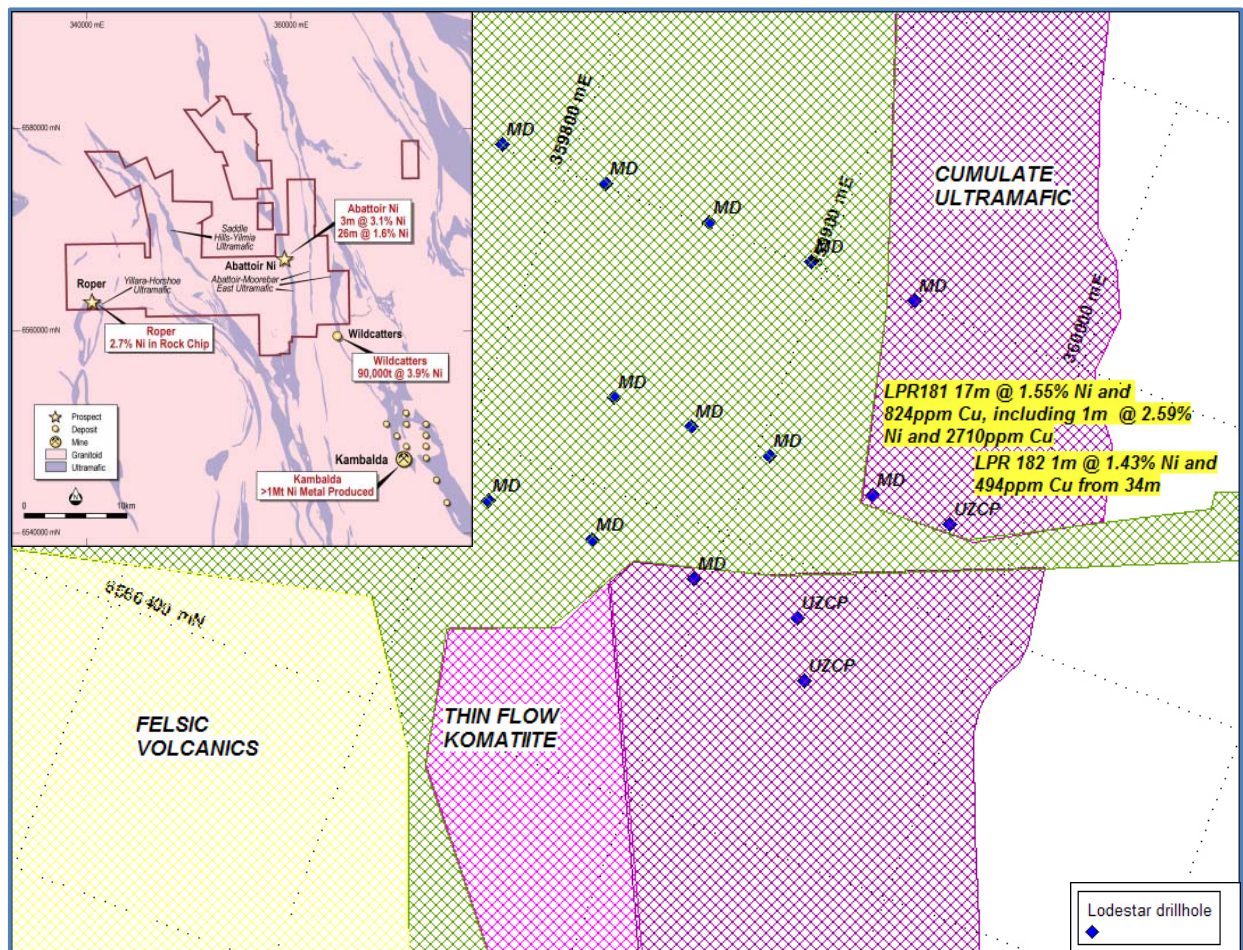 340000 mE
360000 mE
6580000 mN
Abattoir Ni
3m @ 3.1% Ni
26m @ 1.6% Ni
Saddle
Hills-Yilmia
Ultramafic
Abattoir Ni
Roper
Yillara-Horshoe
Ultramafic
Abattoir-Moorebar
East Ultramafic
Roper
2.7% Ni in Rock Chip
6560000 mN
Wildcatters
Wildcatters
90,000t @ 3.9% Ni
Prospect
Deposit
Mine
Granitoid
Ultramafic
N
0
10km
Kambalda
Kambalda
>1Mt Ni Metal Produced
6540000 mN
MD
359800 mE
MD
MD
359900 mE
MD
CUMULATE
ULTRAMAFIC
MD
360000 mE
LPR181 17m @ 1.55% Ni and
824ppm Cu, including 1m @ 2.59%
Ni and 2710ppm Cu
LPR 182 1m @ 1.43% Ni and
494ppm Cu from 34m
MD
MD
MD
MD
MD
UZCP
MD
MD
UZCP
UZCP
6566400 mN
FELSIC
VOLCANICS
THIN FLOW
KOMATIITE
Lodestar drillhole